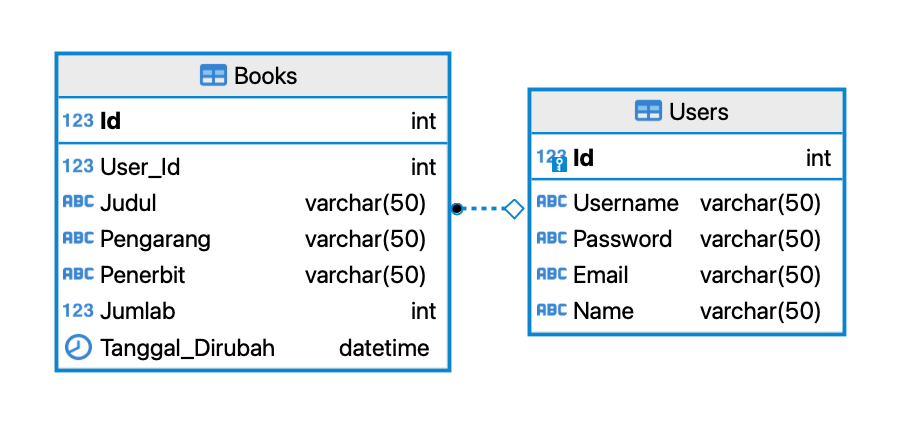 Books
123 Id int
123 User_Id int
ABC Judul varchar(50)
ABC Pengarang varchar(50)
ABC Penerbit varchar(50)
123 Jumlab int
Tanggal_Dirubah datetime
Users
123 Id int
ABC Username varchar(50)
ABC Password varchar(50)
ABC Email varchar(50)
ABC Name varchar(50)